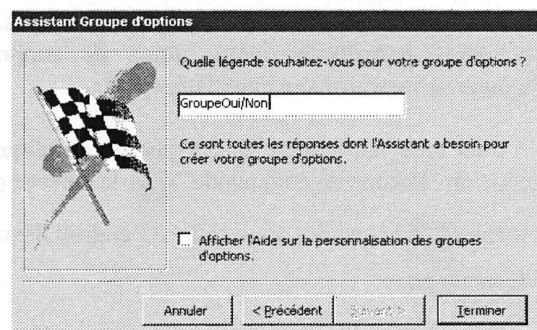 Assistant Groupe d'options
Quelle légende souhaitez-vous pour votre groupe d'options ?
GroupeOui/Non
Ce sont toutes les réponses dont l'Assistant a besoin pour
créer votre groupe d'options.
Afficher l'Aide sur la personnalisation des groupes
d'options.
Annuler
< Précédent
Suivant >
Terminer